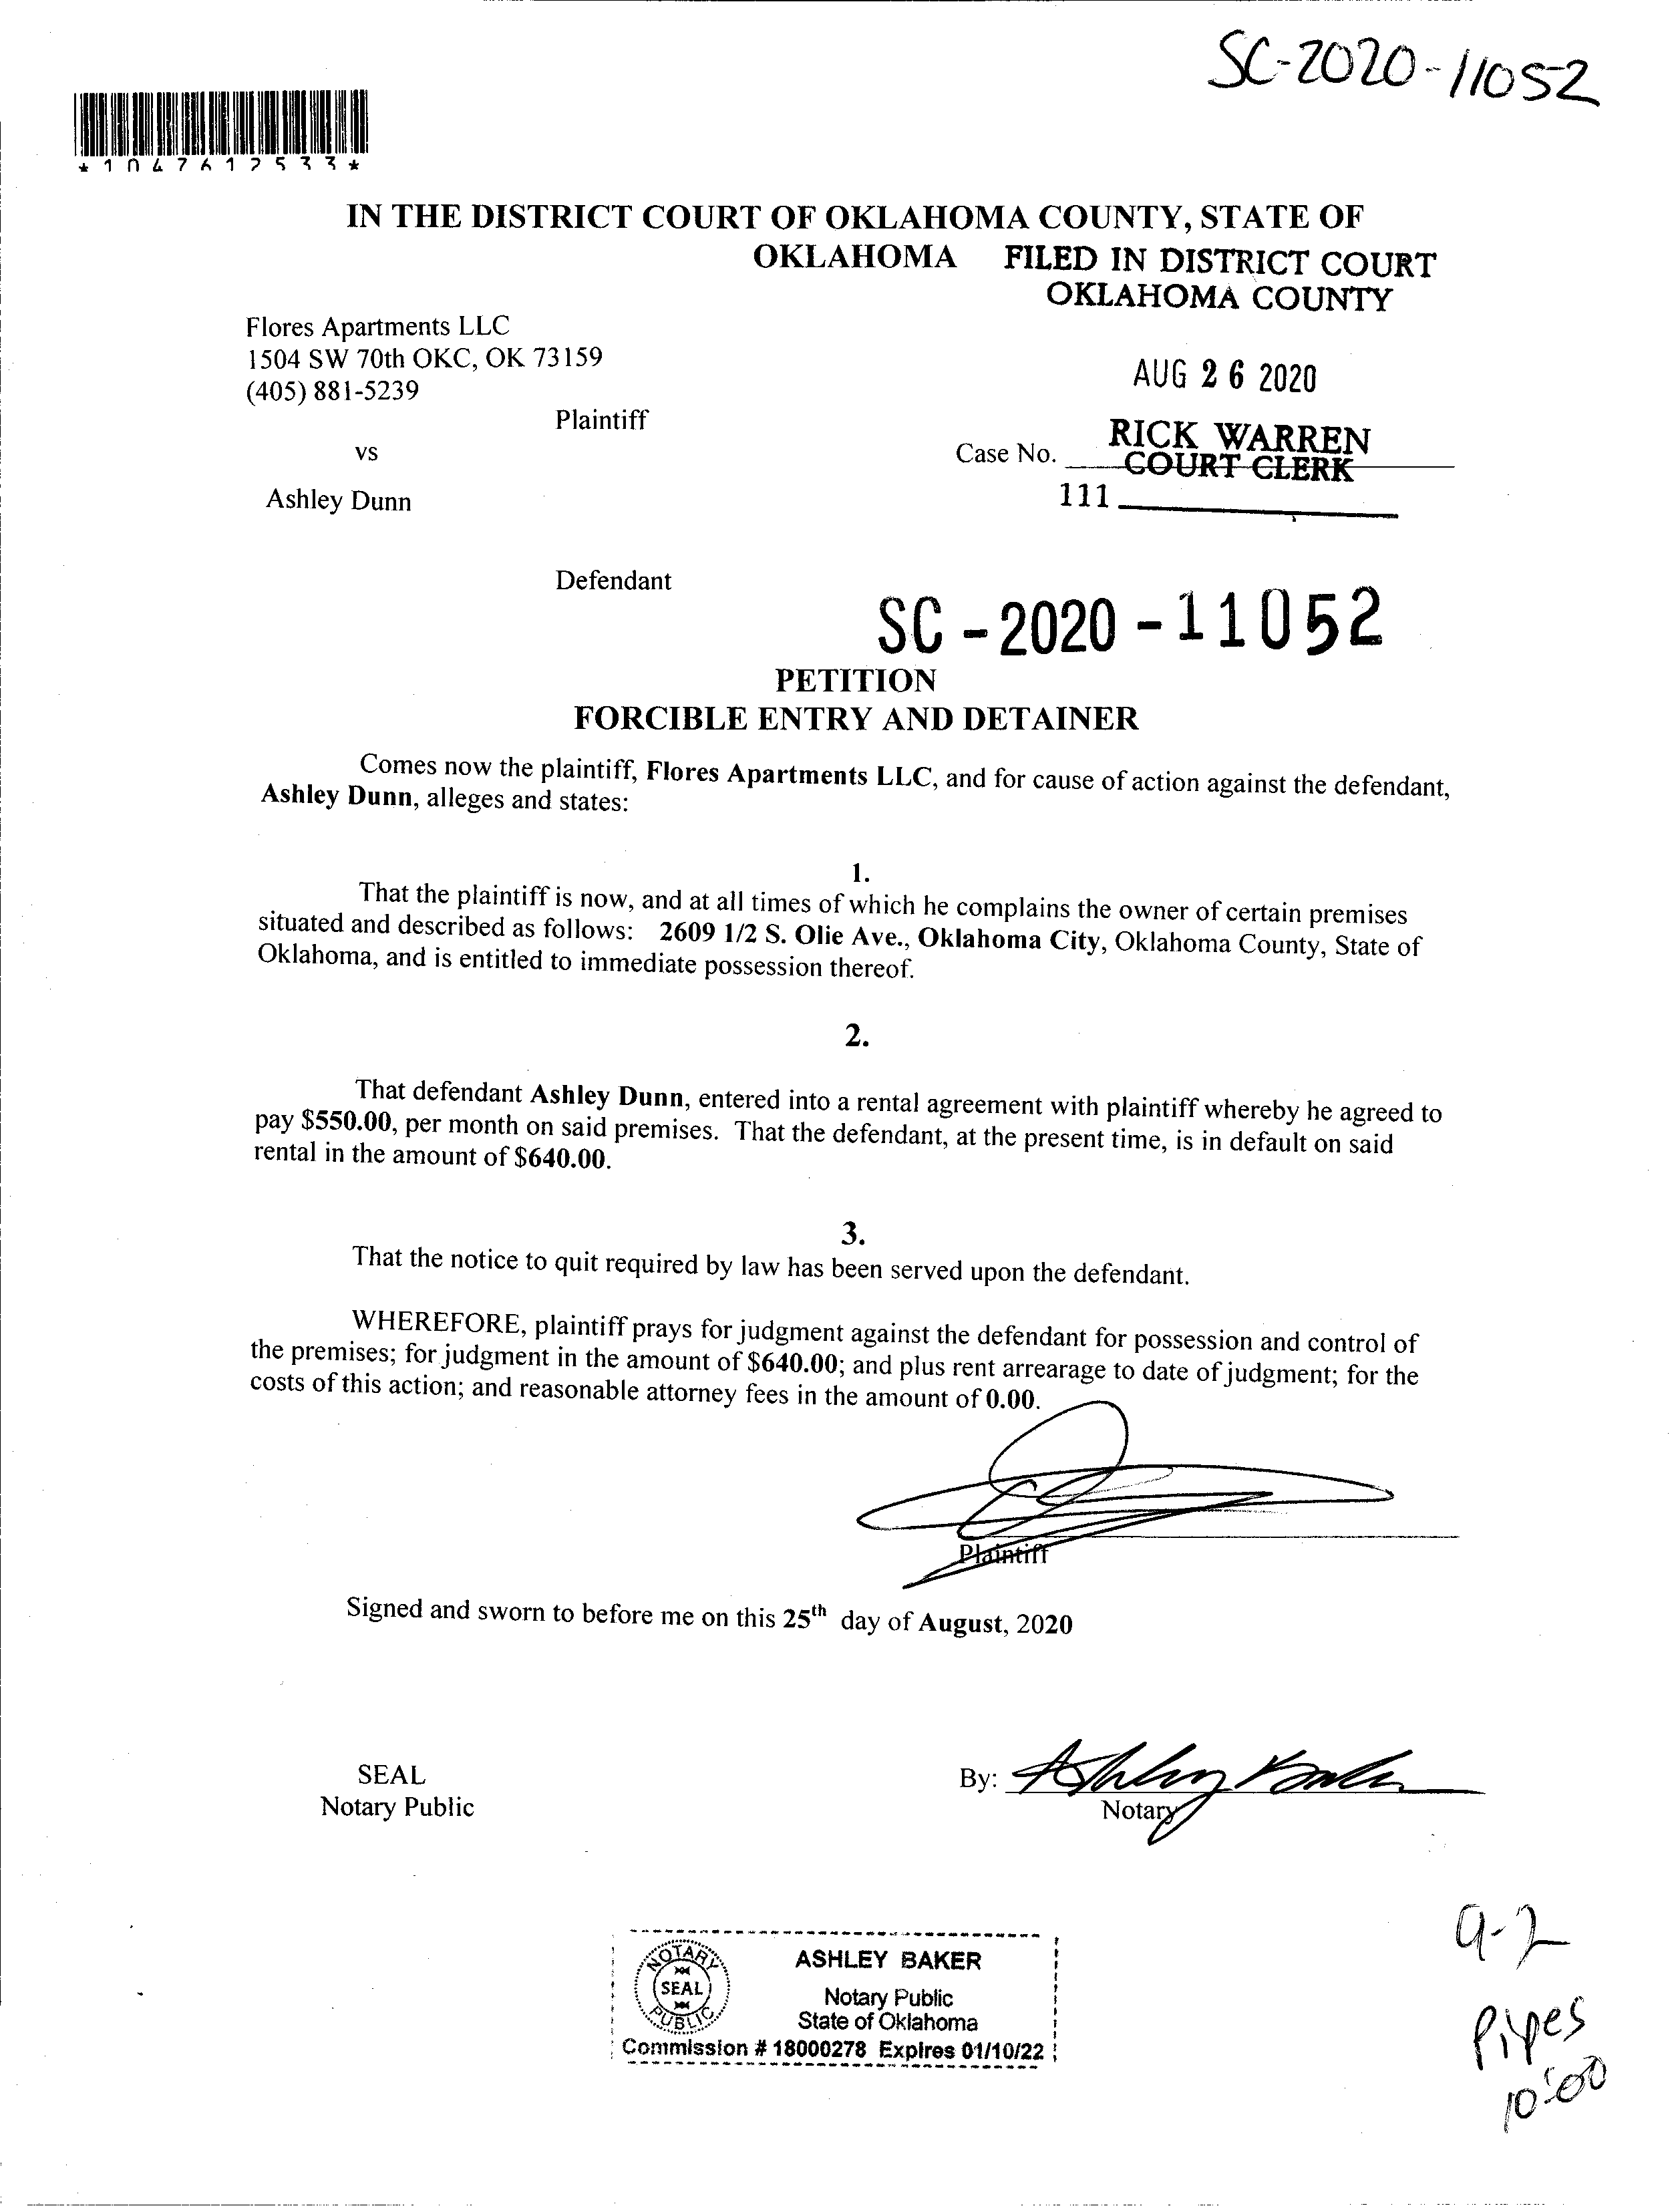 SC-2020-11052
*1047612533*
IN THE DISTRICT COURT OF OKLAHOMA COUNTY, STATE OF
OKLAHOMA
FILED IN DISTRICT COURT
OKLAHOMA COUNTY
Flores Apartments LLC
1504 SW 70th OKC, OK 73159
(405) 881-5239
AUG 26 2020
Plaintiff
RICK WARREN
COURT CLERK
vs
Case No.
111
Ashley Dunn
Defendant
SC - 2020 - 11052
PETITION
FORCIBLE ENTRY AND DETAINER
Comes now the plaintiff, Flores Apartments LLC, and for cause of action against the defendant,
Ashley Dunn, alleges and states:
1.
That the plaintiff is now, and at all times of which he complains the owner of certain premises
situated and described as follows: 2609 1/2 S. Olie Ave., Oklahoma City, Oklahoma County, State of
Oklahoma, and is entitled to immediate possession thereof.
2.
That defendant Ashley Dunn, entered into a rental agreement with plaintiff whereby he agreed to
pay $550.00, per month on said premises. That the defendant, at the present time, is in default on said
rental in the amount of $640.00.
3.
That the notice to quit required by law has been served upon the defendant.
WHEREFORE, plaintiff prays for judgment against the defendant for possession and control of
the premises; for judgment in the amount of $640.00; and plus rent arrearage to date of judgment; for the
costs of this action; and reasonable attorney fees in the amount of 0.00.
Plaintiff
Signed and sworn to before me on this 25th day of August, 2020
SEAL
Notary Public
By: Ashley Baker
Notary
NOTARY
SEAL
PUBLIC
ASHLEY BAKER
Notary Public
State of Oklahoma
Commission # 18000278 Expires 01/10/22
9-2
Pipes
10:00